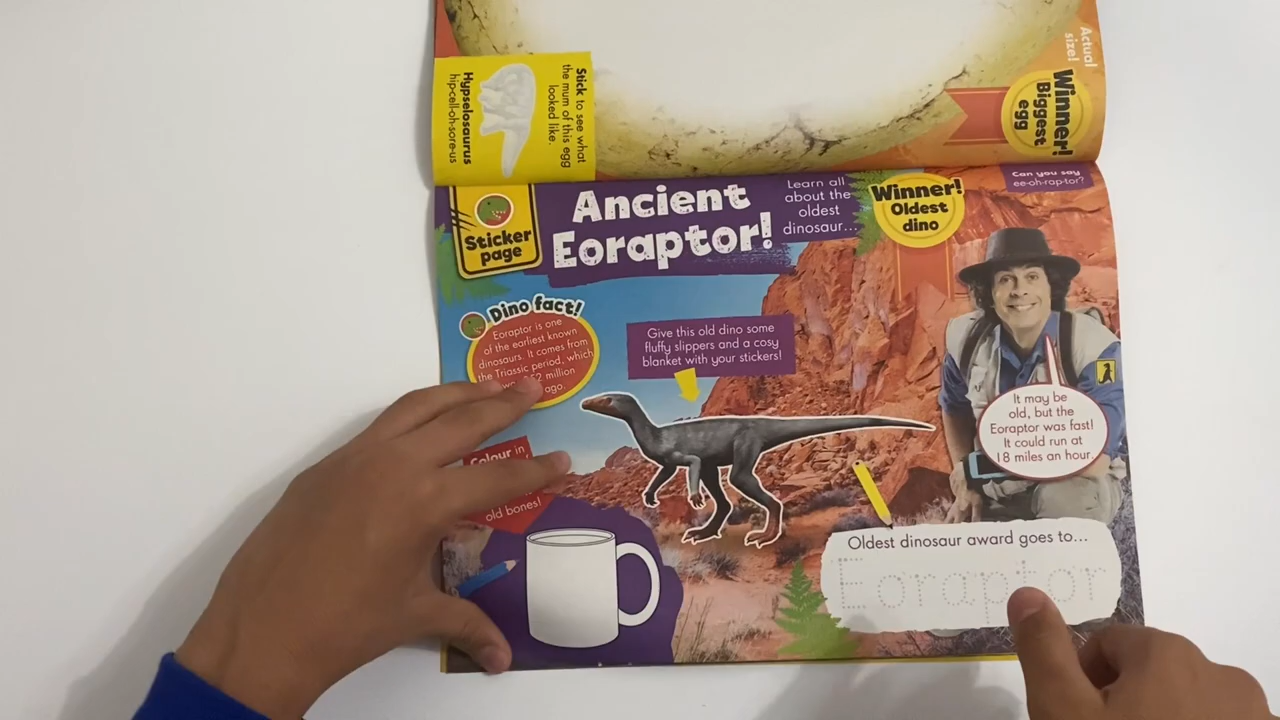 Actual
size!
Winner!
Biggest
egg
Stick to see what
the mum of this egg
looked like.
Hypselosaurus
hip-cell-oh-sore-us
Sticker
page
Ancient
Eoraptor!
Learn all
about the
oldest
dinosaur...
Winner!
Oldest
dino
Can you say
ee-oh-rap-tor?
Dino fact!
Eoraptor is one
of the earliest known
dinosaurs. It comes from
the Triassic period, which
million
ago.
Give this old dino some
fluffy slippers and a cosy
blanket with your stickers!
It may be
old, but the
Eoraptor was fast!
It could run at
18 miles an hour.
Colour in
old bones!
Oldest dinosaur award goes to...
Eoraptor